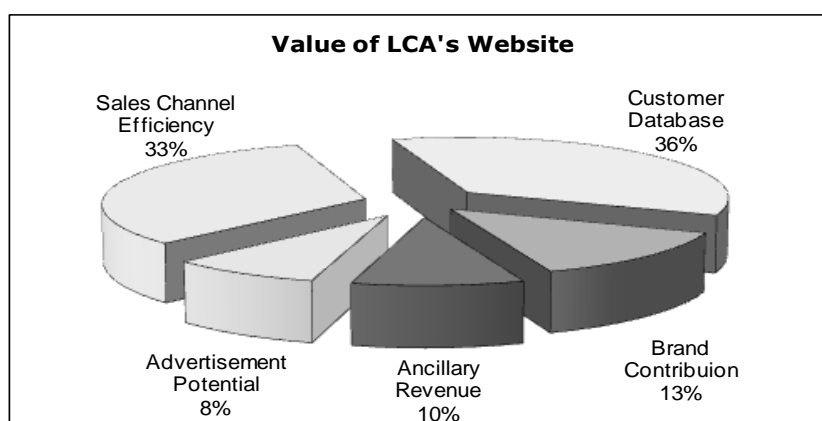 Value of LCA's Website
Sales Channel
Efficiency
33%
Customer
Database
36%
Advertisement
Potential
8%
Ancillary
Revenue
10%
Brand
Contribuion
13%